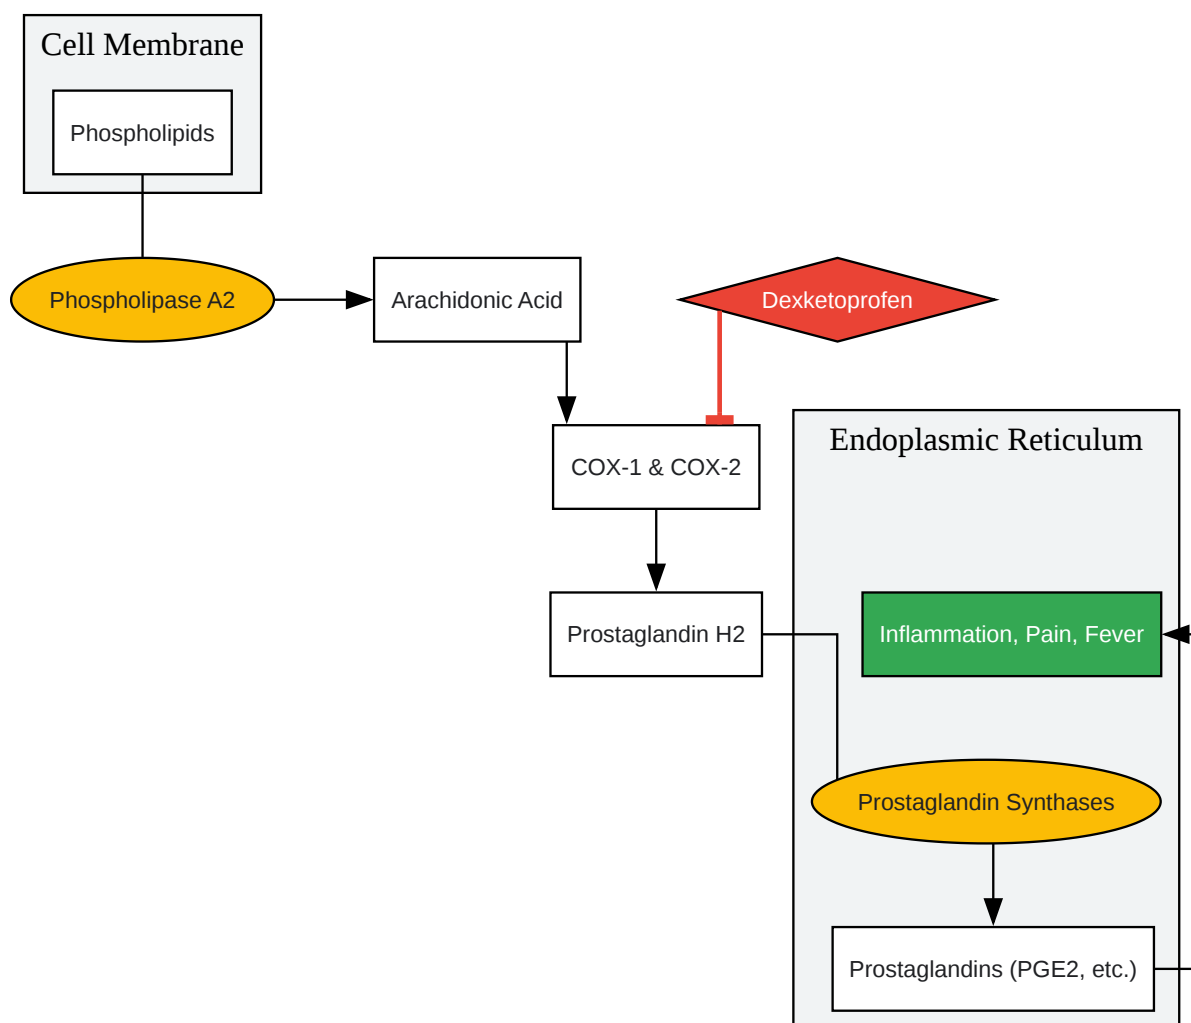 Cell Membrane
Phospholipids
Phospholipase A2
Arachidonic Acid
Dexketoprofen
COX-1 & COX-2
Endoplasmic Reticulum
Prostaglandin H2
Inflammation, Pain, Fever
Prostaglandin Synthases
Prostaglandins (PGE2, etc.)